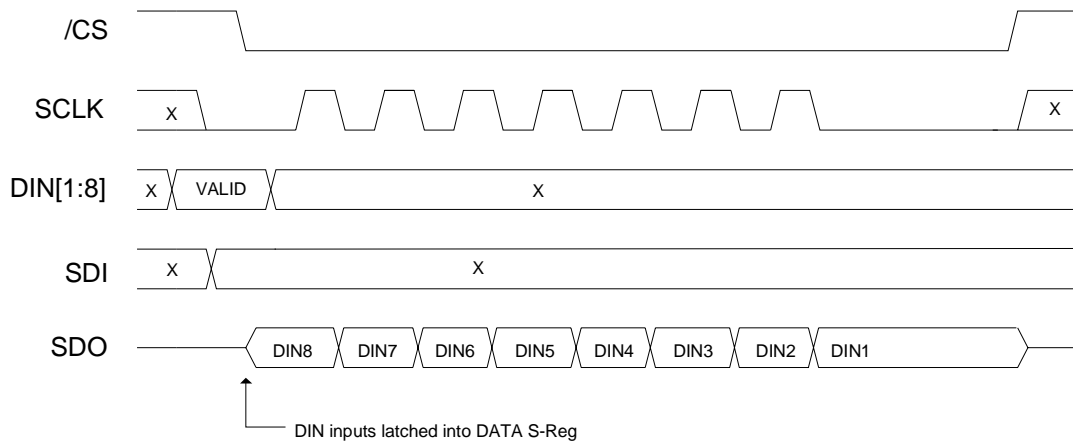 /CS
SCLK X X
DIN[1:8] X VALID X
SDI X X
SDO DIN8 DIN7 DIN6 DIN5 DIN4 DIN3 DIN2 DIN1
DIN inputs latched into DATA S-Reg